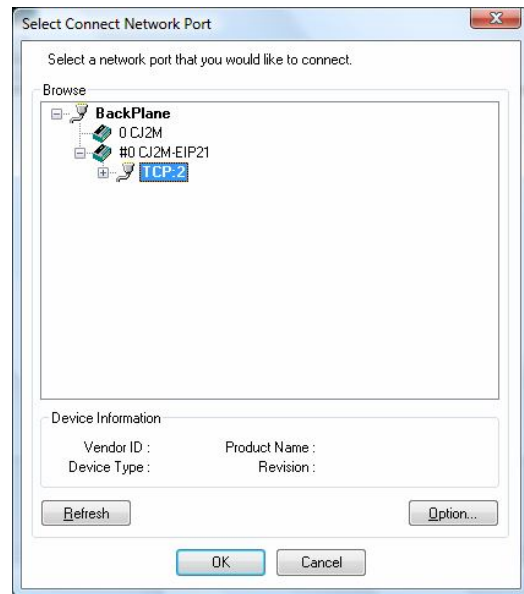 Select Connect Network Port
Select a network port that you would like to connect.
Browse
BackPlane
0 CJ2M
#0 CJ2M-EIP21
TCP:2
Device Information
Vendor ID :
Product Name :
Device Type :
Revision :
Refresh
Option...
OK
Cancel